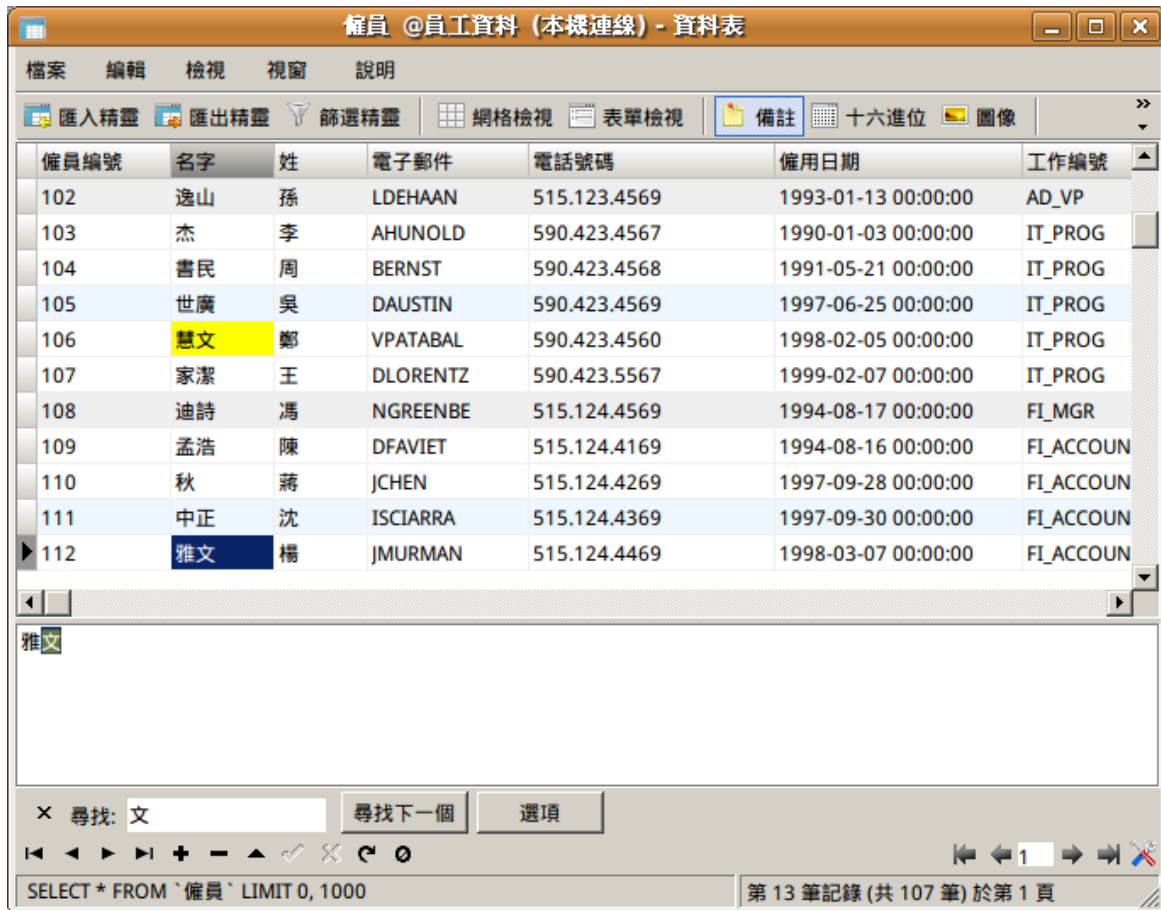 僱員 @員工資料 (本機連線) - 資料表
檔案 編輯 檢視 視窗 說明
匯入精靈 匯出精靈 篩選精靈 網格檢視 表單檢視 備註 十六進位 圖像
僱員編號 名字 姓 電子郵件 電話號碼 僱用日期 工作編號
102 逸山 孫 LDEHAAN 515.123.4569 1993-01-13 00:00:00 AD_VP
103 杰 李 AHUNOLD 590.423.4567 1990-01-03 00:00:00 IT_PROG
104 書民 周 BERNST 590.423.4568 1991-05-21 00:00:00 IT_PROG
105 世廣 吳 DAUSTIN 590.423.4569 1997-06-25 00:00:00 IT_PROG
106 慧文 鄭 VPATABAL 590.423.4560 1998-02-05 00:00:00 IT_PROG
107 家潔 王 DLORENTZ 590.423.5567 1999-02-07 00:00:00 IT_PROG
108 迪詩 馮 NGREENBE 515.124.4569 1994-08-17 00:00:00 FI_MGR
109 孟浩 陳 DFAVIET 515.124.4169 1994-08-16 00:00:00 FI_ACCOUN
110 秋 蔣 JCHEN 515.124.4269 1997-09-28 00:00:00 FI_ACCOUN
111 中正 沈 ISCIARRA 515.124.4369 1997-09-30 00:00:00 FI_ACCOUN
112 雅文 楊 JMURMAN 515.124.4469 1998-03-07 00:00:00 FI_ACCOUN
雅文
尋找: 文 尋找下一個 選項
1
SELECT * FROM `僱員` LIMIT 0, 1000 第 13 筆記錄 (共 107 筆) 於第 1 頁